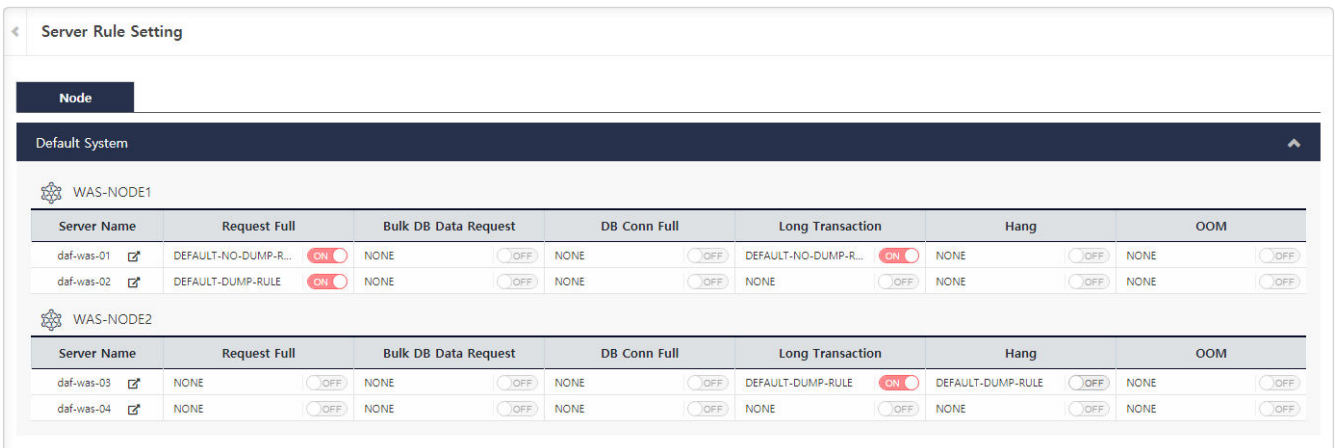 Server Rule Setting
Node
Default System
WAS-NODE1
Server Name Request Full Bulk DB Data Request DB Conn Full Long Transaction Hang OOM
daf-was-01 DEFAULT-NO-DUMP-R... ON NONE OFF NONE OFF DEFAULT-NO-DUMP-R... ON NONE OFF NONE OFF
daf-was-02 DEFAULT-DUMP-RULE ON NONE OFF NONE OFF NONE OFF NONE OFF NONE OFF
WAS-NODE2
Server Name Request Full Bulk DB Data Request DB Conn Full Long Transaction Hang OOM
daf-was-03 NONE OFF NONE OFF NONE OFF DEFAULT-DUMP-RULE ON DEFAULT-DUMP-RULE OFF NONE OFF
daf-was-04 NONE OFF NONE OFF NONE OFF NONE OFF NONE OFF NONE OFF